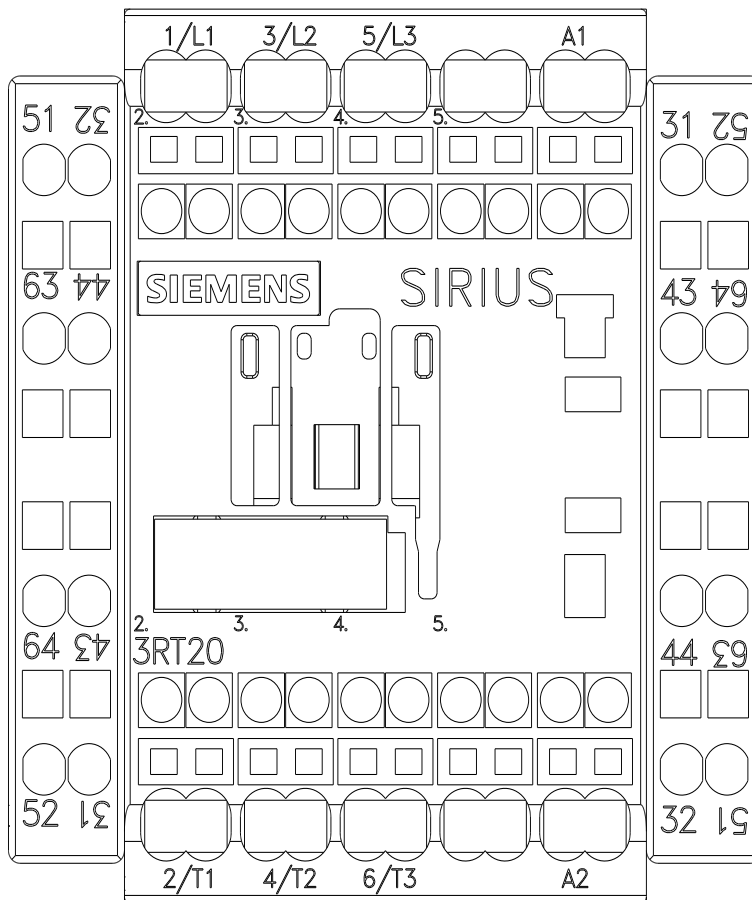 1/L1 3/L2 5/L3 A1
2. 3. 4. 5.
51 32 31 52
SIEMENS SIRIUS
63 44 43 64
2. 3. 4. 5.
64 43 44 63
3RT20
52 31 32 51
2/T1 4/T2 6/T3 A2